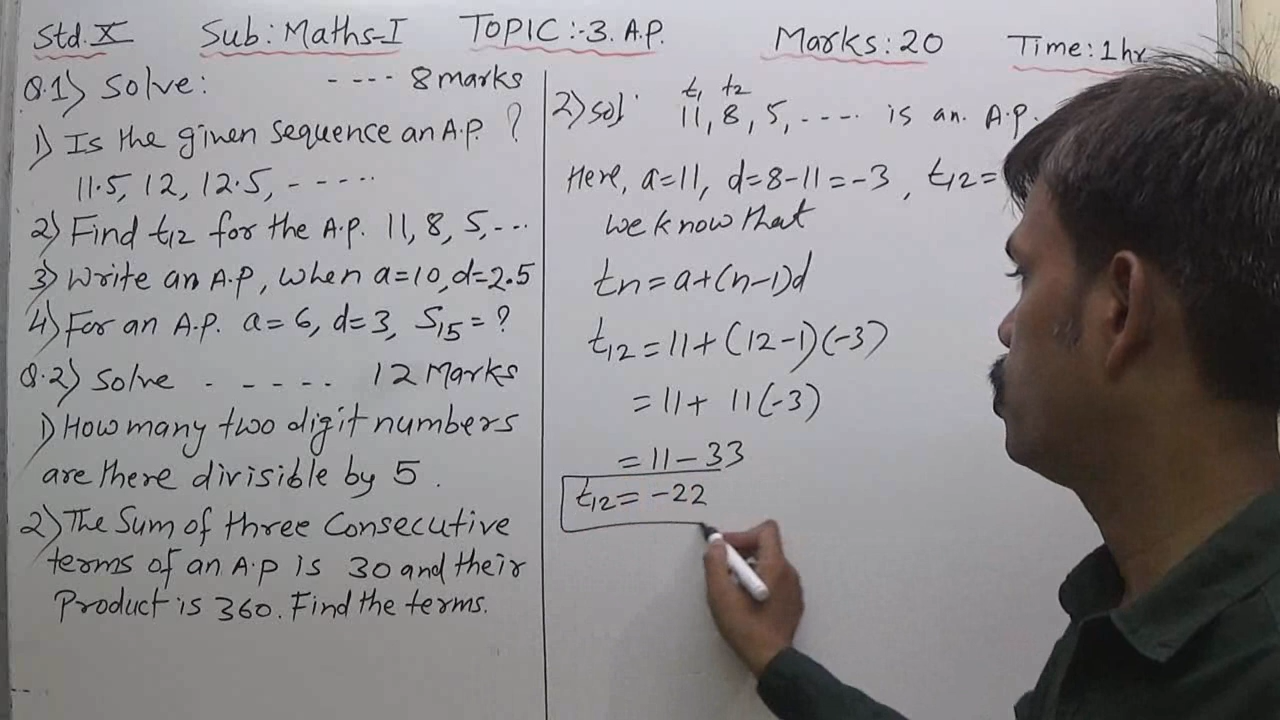 Std. X Sub: Maths-I TOPIC:-3. A.P. Marks: 20 Time: 1hr
Q.1) Solve: ---- 8 marks
1) Is the given sequence an A.P. ?
11.5, 12, 12.5, -----
2) Find t12 for the A.P. 11, 8, 5, ---
3) Write an A.P, when a=10, d=2.5
4) For an A.P. a=6, d=3, S15=?
Q.2) Solve - - - - - 12 Marks
1) How many two digit numbers
are there divisible by 5.
2) The Sum of three Consecutive
terms of an A.P is 30 and their
Product is 360. Find the terms.
t1 t2
2) sol: 11, 8, 5, ---- is an. A.P.
Here, a=11, d=8-11=-3, t12=
we know that
tn=a+(n-1)d
t12=11+(12-1)(-3)
=11+ 11(-3)
=11-33
t12=-22